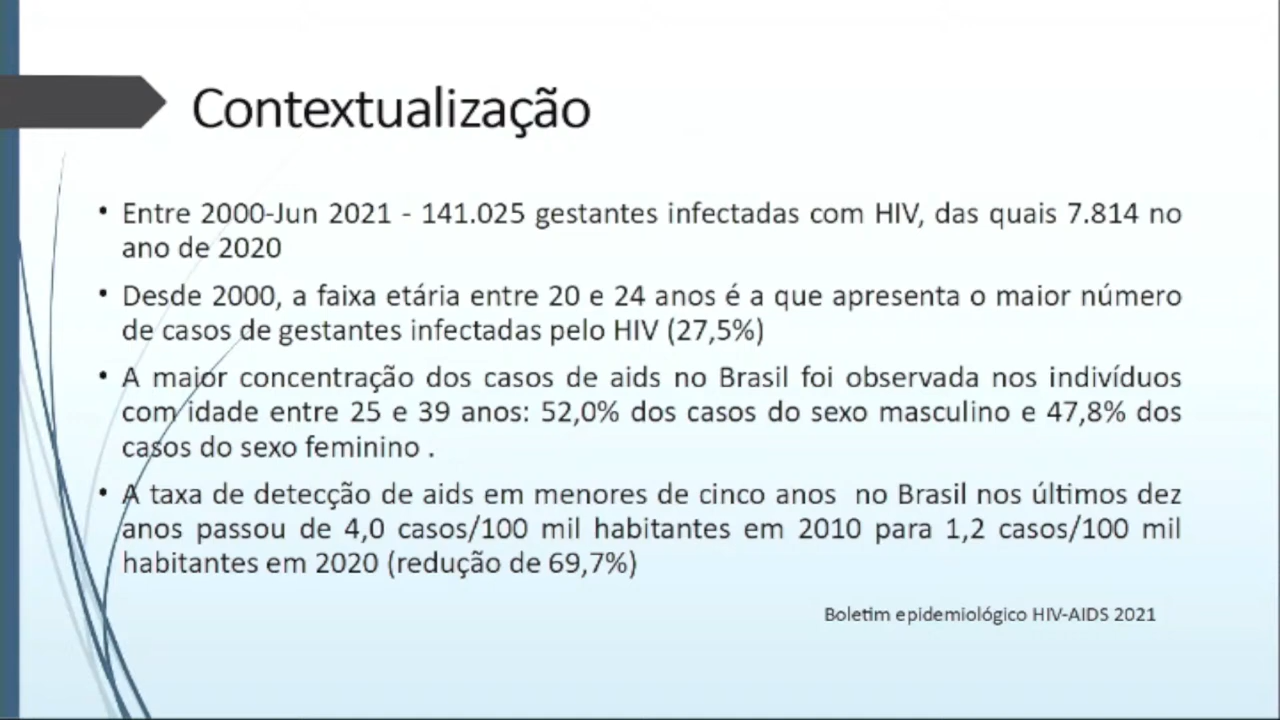 Contextualização
• Entre 2000-Jun 2021 - 141.025 gestantes infectadas com HIV, das quais 7.814 no
ano de 2020
• Desde 2000, a faixa etária entre 20 e 24 anos é a que apresenta o maior número
de casos de gestantes infectadas pelo HIV (27,5%)
• A maior concentração dos casos de aids no Brasil foi observada nos indivíduos
com idade entre 25 e 39 anos: 52,0% dos casos do sexo masculino e 47,8% dos
casos do sexo feminino .
• A taxa de detecção de aids em menores de cinco anos  no Brasil nos últimos dez
anos passou de 4,0 casos/100 mil habitantes em 2010 para 1,2 casos/100 mil
habitantes em 2020 (redução de 69,7%)
Boletim epidemiológico HIV-AIDS 2021